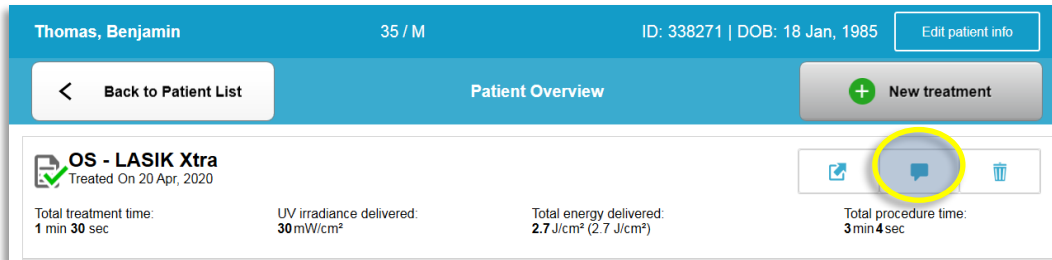 Thomas, Benjamin 35 / M ID: 338271 | DOB: 18 Jan, 1985 Edit patient info
Back to Patient List Patient Overview New treatment
OS - LASIK Xtra
Treated On 20 Apr, 2020
Total treatment time: UV irradiance delivered: Total energy delivered: Total procedure time:
1 min 30 sec 30 mW/cm² 2.7 J/cm² (2.7 J/cm²) 3 min 4 sec